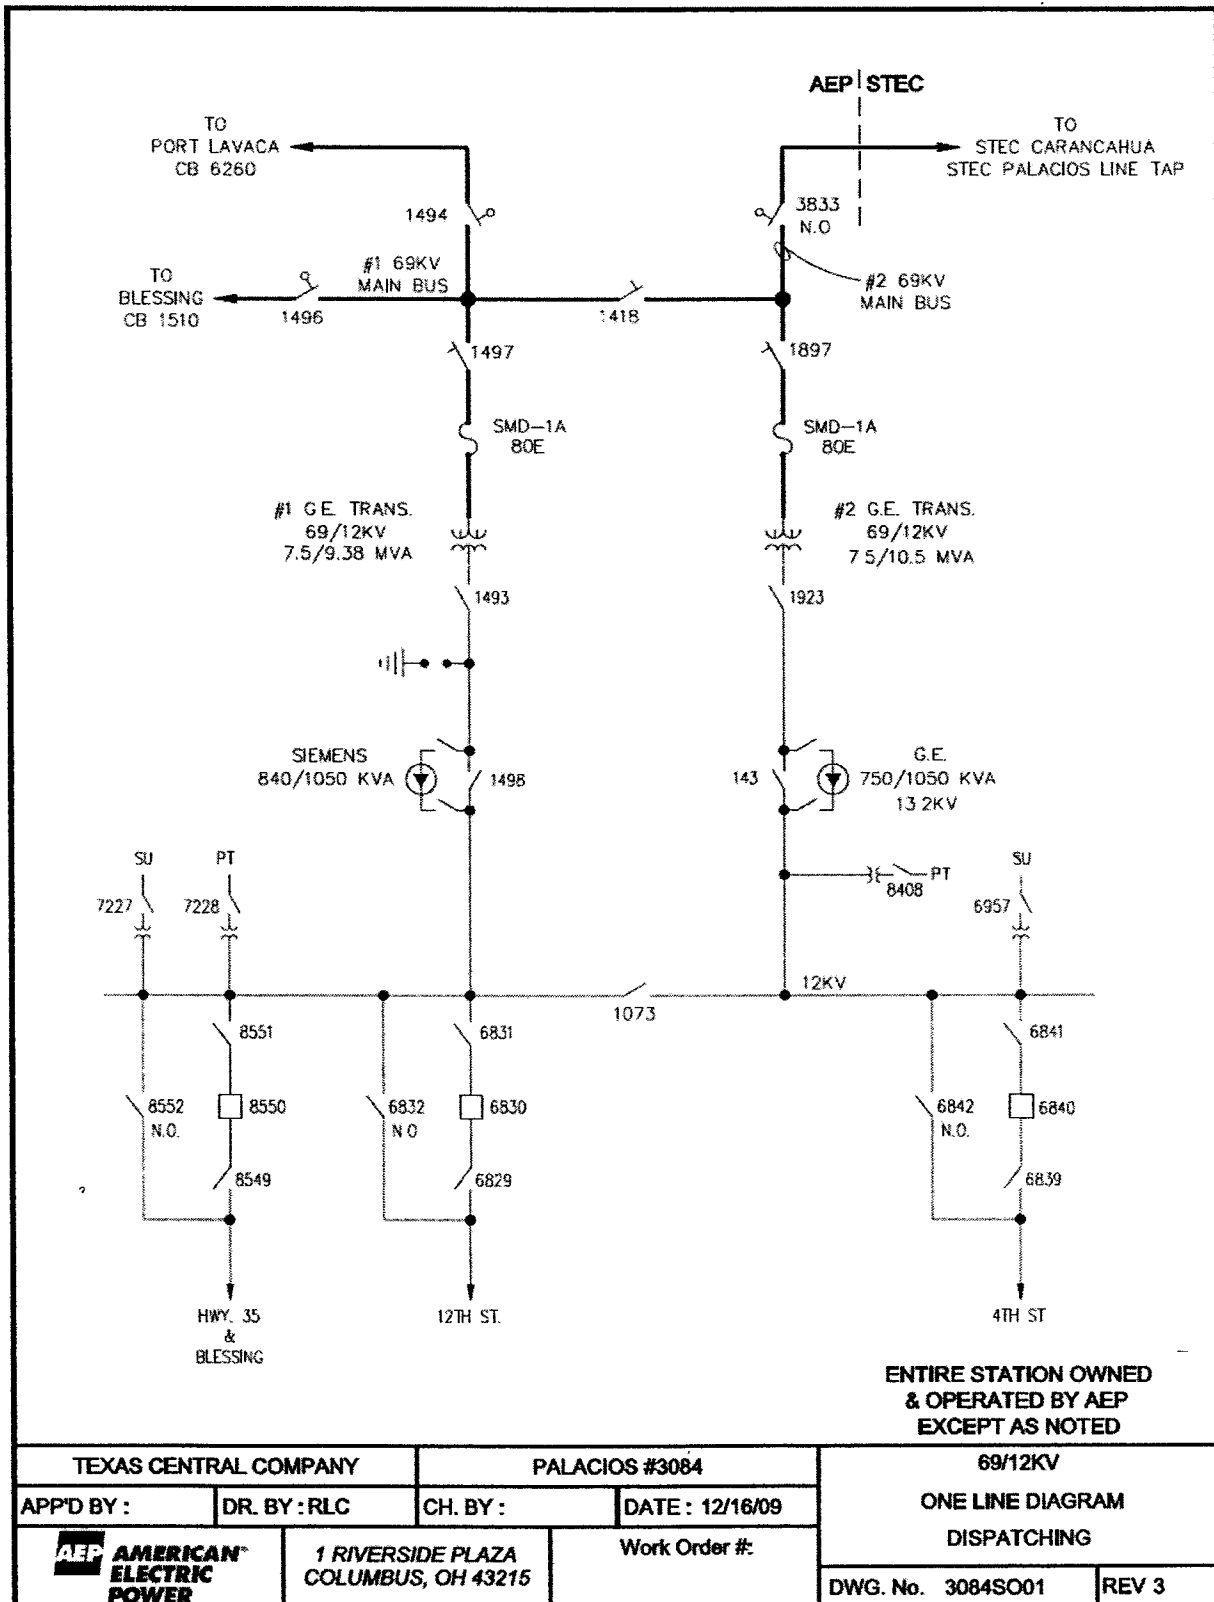 AEP STEC
TO
PORT LAVACA
CB 6260
TO
STEC CARANCAHUA
STEC PALACIOS LINE TAP
1494
3833
N.O
#1 69KV
MAIN BUS
TO
BLESSING
CB 1510
1496
1418
#2 69KV
MAIN BUS
1497
1897
SMD-1A
80E
SMD-1A
80E
#1 G.E. TRANS.
69/12KV
7.5/9.38 MVA
#2 G.E. TRANS.
69/12KV
7.5/10.5 MVA
1493
1923
SIEMENS
840/1050 KVA
1498
143
G.E.
750/1050 KVA
13.2KV
SU
PT
7227
7228
PT
8408
SU
6957
12KV
1073
8551
6831
6841
8552
N.O.
8550
6832
N.O
6830
6842
N.O.
6840
8549
6829
6839
HWY. 35
&
BLESSING
12TH ST.
4TH ST
ENTIRE STATION OWNED
& OPERATED BY AEP
EXCEPT AS NOTED
TEXAS CENTRAL COMPANY
PALACIOS #3084
69/12KV
ONE LINE DIAGRAM
DISPATCHING
APP'D BY :
DR. BY : RLC
CH. BY :
DATE : 12/16/09
AEP AMERICAN
ELECTRIC
POWER
1 RIVERSIDE PLAZA
COLUMBUS, OH 43215
Work Order #:
DWG. No. 3084SO01
REV 3